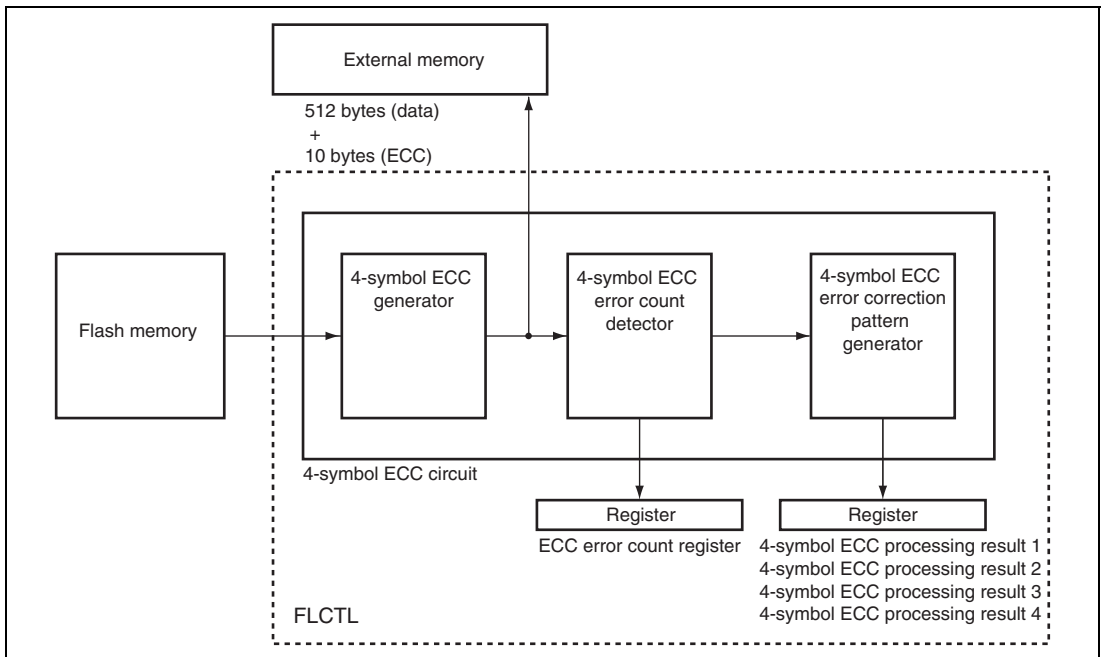 External memory
512 bytes (data)
+
10 bytes (ECC)
Flash memory
4-symbol ECC
generator
4-symbol ECC
error count
detector
4-symbol ECC
error correction
pattern
generator
4-symbol ECC circuit
Register
ECC error count register
Register
4-symbol ECC processing result 1
4-symbol ECC processing result 2
4-symbol ECC processing result 3
4-symbol ECC processing result 4
FLCTL